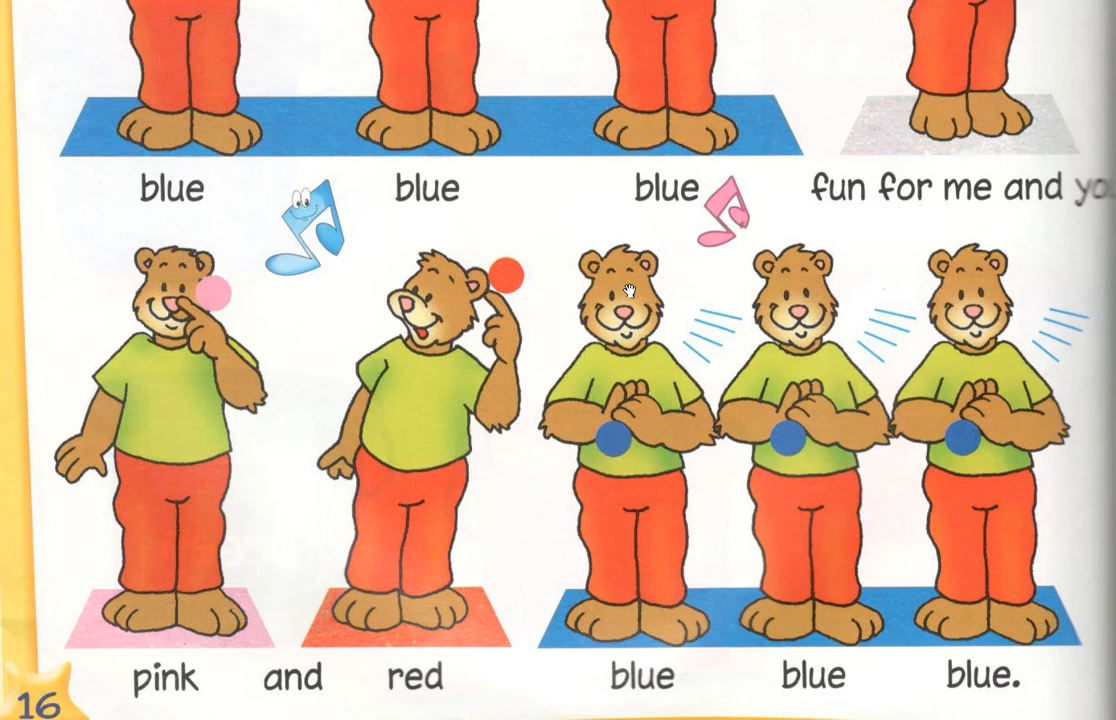 blue blue blue fun for me and
pink and red blue blue blue.
16